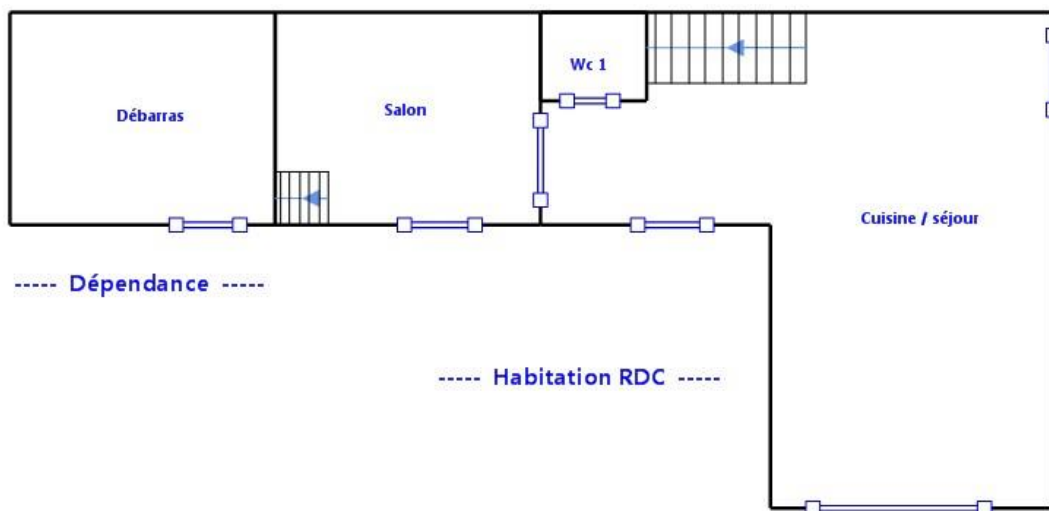 Wc 1
Débarras
Salon
Cuisine / séjour
----- Dépendance -----
----- Habitation RDC -----